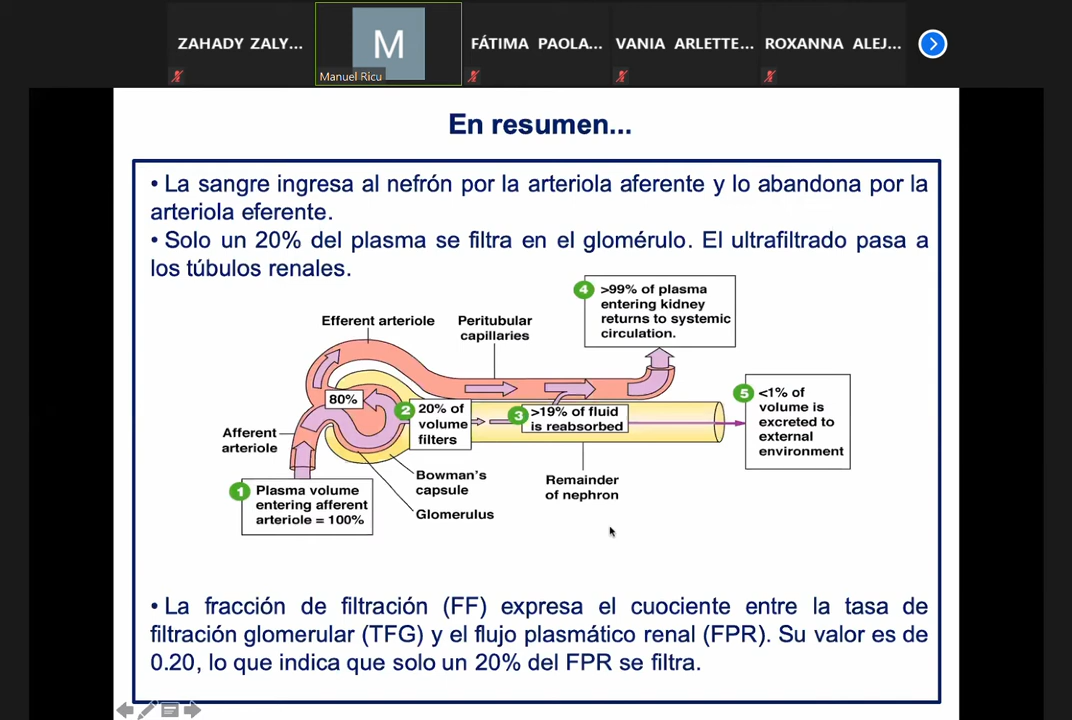 ZAHADY ZALY...
M
Manuel Ricu
FÁTIMA PAOLA...
VANIA ARLETTE...
ROXANNA ALEJ...
En resumen...
• La sangre ingresa al nefrón por la arteriola aferente y lo abandona por la
arteriola eferente.
• Solo un 20% del plasma se filtra en el glomérulo. El ultrafiltrado pasa a
los túbulos renales.
4
>99% of plasma
entering kidney
returns to systemic
circulation.
Efferent arteriole
Peritubular
capillaries
80%
2
20% of
volume
filters
3
>19% of fluid
is reabsorbed
5
<1% of
volume is
excreted to
external
environment
Afferent
arteriole
Bowman's
capsule
Glomerulus
Remainder
of nephron
1
Plasma volume
entering afferent
arteriole = 100%
• La fracción de filtración (FF) expresa el cuociente entre la tasa de
filtración glomerular (TFG) y el flujo plasmático renal (FPR). Su valor es de
0.20, lo que indica que solo un 20% del FPR se filtra.